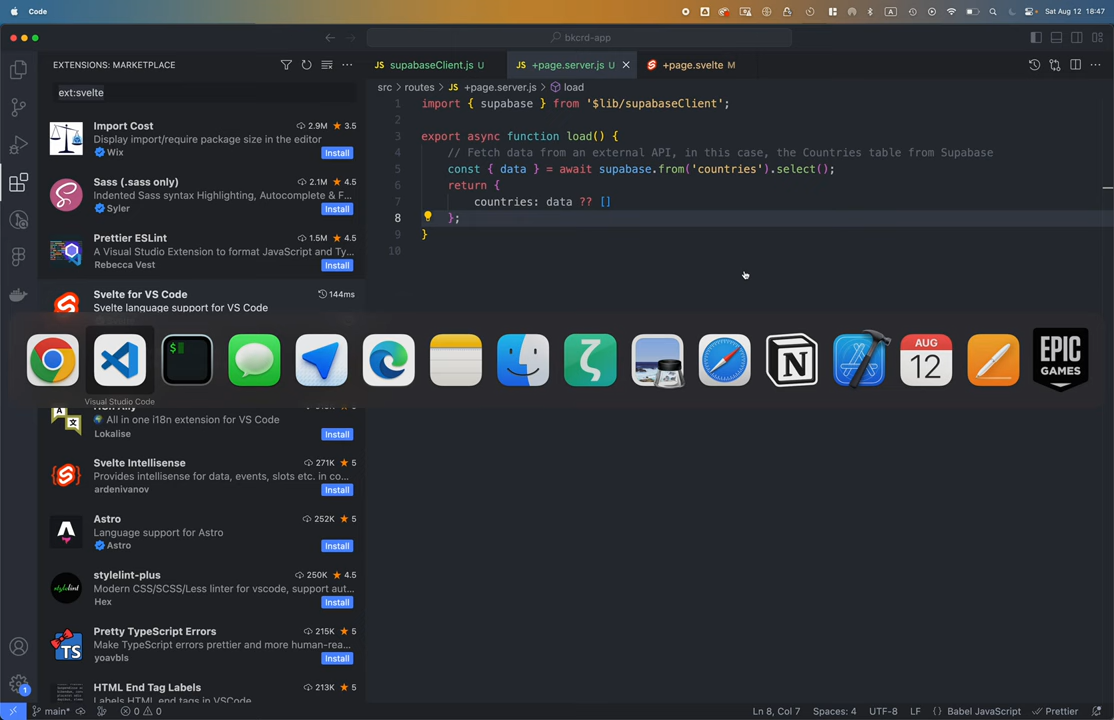 Code
Sat Aug 12 18:47
bkcrd-app
EXTENSIONS: MARKETPLACE
ext:svelte
JS supabaseClient.js U
JS +page.server.js U
+page.svelte M
src > routes > JS +page.server.js > load
Import Cost 2.9M 3.5
Display import/require package size in the editor
Wix Install
Sass (.sass only) 2.1M 4.5
Indented Sass syntax Highlighting, Autocomplete & F...
Syler Install
Prettier ESLint 1.5M 4.5
A Visual Studio Extension to format JavaScript and Ty...
Rebecca Vest Install
Svelte for VS Code 144ms
Svelte language support for VS Code
All in one i18n extension for VS Code
Lokalise Install
Svelte Intellisense 271K 5
Provides intellisense for data, events, slots etc. in co...
ardenivanov Install
Astro 252K 5
Language support for Astro
Astro Install
stylelint-plus 250K 4.5
Modern CSS/SCSS/Less linter for vscode, support aut...
Hex Install
Pretty TypeScript Errors 215K 5
Make TypeScript errors prettier and more human-rea...
yoavbls Install
HTML End Tag Labels 213K 5
Labels HTML end tags in VSCode
1 import { supabase } from '$lib/supabaseClient';
2
3 export async function load() {
4 // Fetch data from an external API, in this case, the Countries table from Supabase
5 const { data } = await supabase.from('countries').select();
6 return {
7 countries: data ?? []
8 };
9 }
10
$
AUG
12
EPIC
GAMES
Visual Studio Code
1
main*
0 0
Ln 8, Col 7 Spaces: 4 UTF-8 LF {} Babel JavaScript Prettier